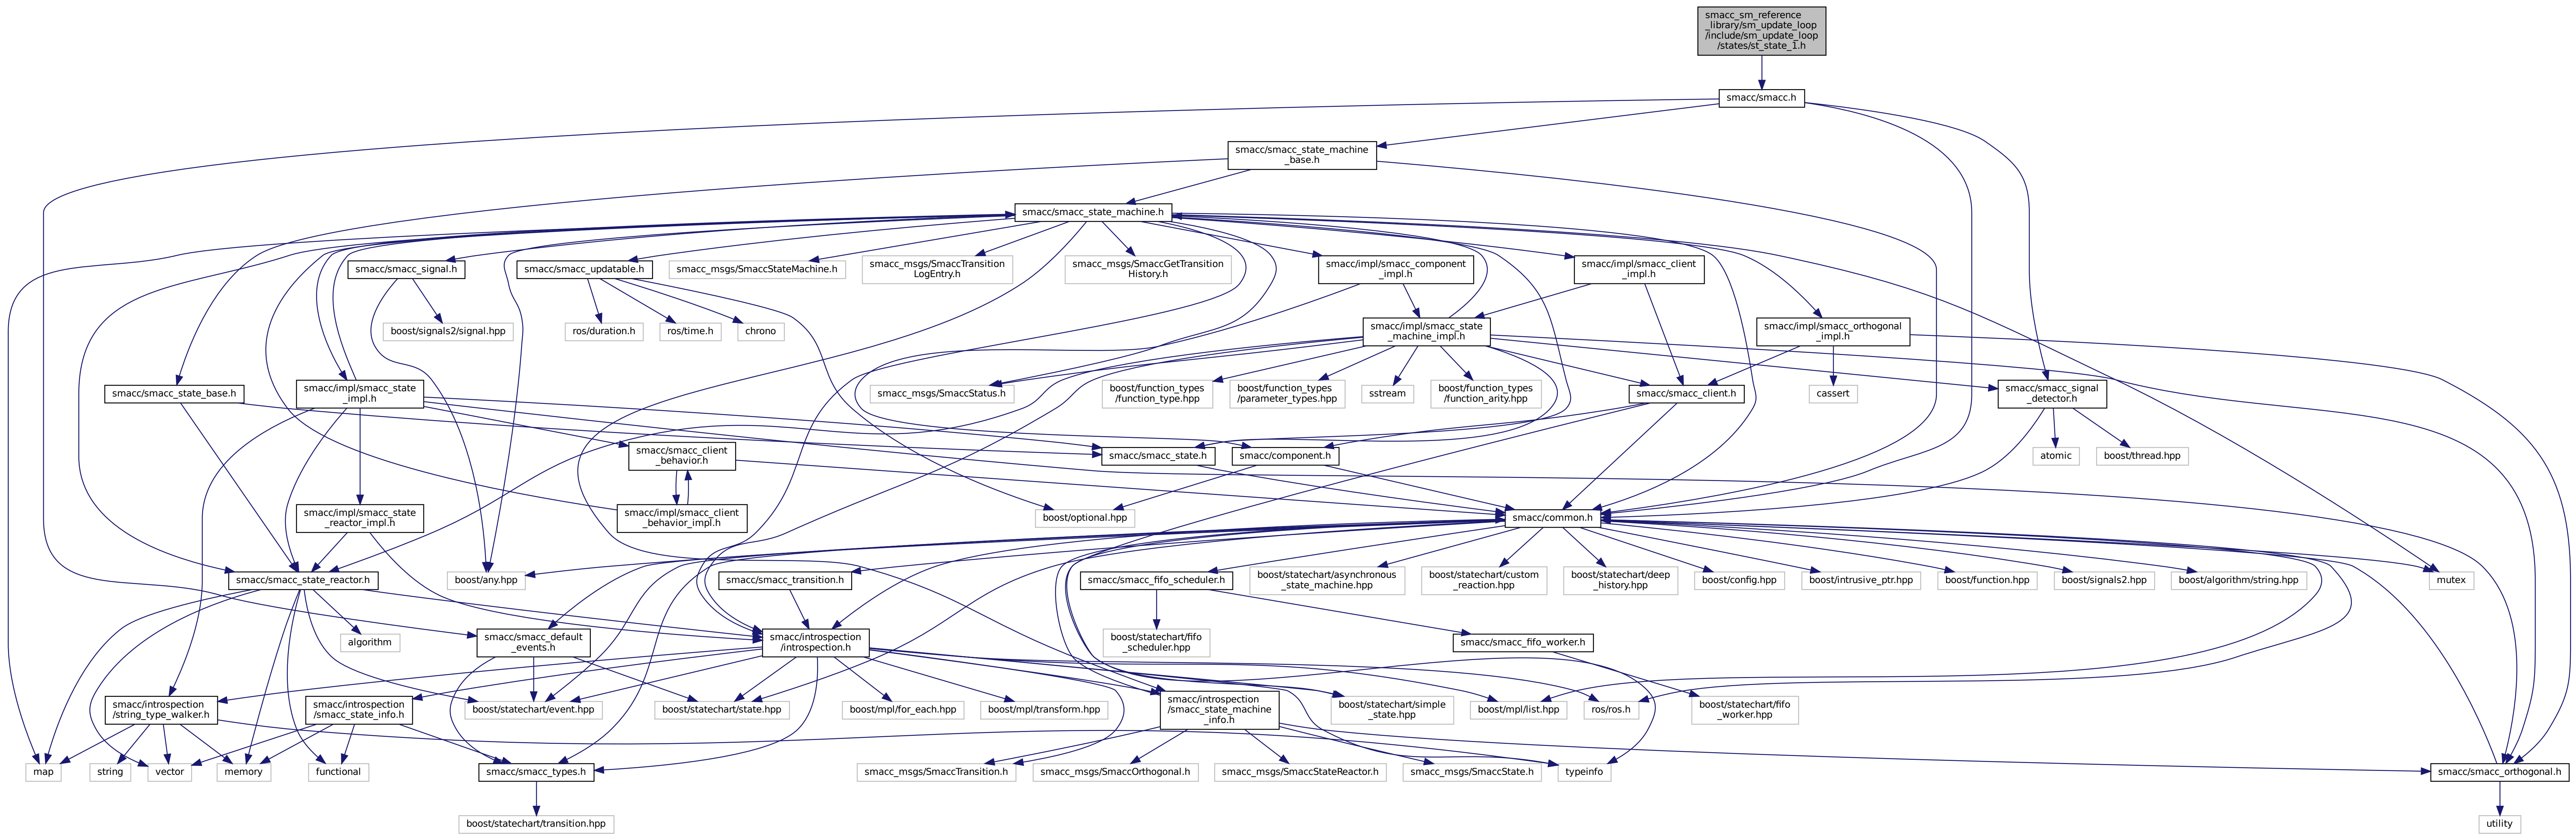 smacc_sm_reference
_library/sm_update_loop
/include/sm_update_loop
/states/st_state_1.h
smacc/smacc.h
smacc/smacc_state_machine
_base.h
smacc/smacc_state_machine.h
smacc/smacc_signal.h
smacc/smacc_updatable.h
smacc_msgs/SmaccStateMachine.h
smacc_msgs/SmaccTransition
LogEntry.h
smacc_msgs/SmaccGetTransition
History.h
smacc/impl/smacc_component
_impl.h
smacc/impl/smacc_client
_impl.h
boost/signals2/signal.hpp
ros/duration.h
ros/time.h
chrono
smacc/impl/smacc_state
_machine_impl.h
smacc/impl/smacc_orthogonal
_impl.h
smacc/smacc_state_base.h
smacc/impl/smacc_state
_impl.h
smacc_msgs/SmaccStatus.h
boost/function_types
/function_type.hpp
boost/function_types
/parameter_types.hpp
sstream
boost/function_types
/function_arity.hpp
smacc/smacc_client.h
cassert
smacc/smacc_signal
_detector.h
smacc/smacc_client
_behavior.h
smacc/smacc_state.h
smacc/component.h
atomic
boost/thread.hpp
smacc/impl/smacc_state
_reactor_impl.h
smacc/impl/smacc_client
_behavior_impl.h
boost/optional.hpp
smacc/common.h
smacc/smacc_state_reactor.h
boost/any.hpp
smacc/smacc_transition.h
smacc/smacc_fifo_scheduler.h
boost/statechart/asynchronous
_state_machine.hpp
boost/statechart/custom
_reaction.hpp
boost/statechart/deep
_history.hpp
boost/config.hpp
boost/intrusive_ptr.hpp
boost/function.hpp
boost/signals2.hpp
boost/algorithm/string.hpp
mutex
algorithm
smacc/smacc_default
_events.h
smacc/introspection
/introspection.h
boost/statechart/fifo
_scheduler.hpp
smacc/smacc_fifo_worker.h
smacc/introspection
/string_type_walker.h
smacc/introspection
/smacc_state_info.h
boost/statechart/event.hpp
boost/statechart/state.hpp
boost/mpl/for_each.hpp
boost/mpl/transform.hpp
smacc/introspection
/smacc_state_machine
_info.h
boost/statechart/simple
_state.hpp
boost/mpl/list.hpp
ros/ros.h
boost/statechart/fifo
_worker.hpp
map
string
vector
memory
functional
smacc/smacc_types.h
smacc_msgs/SmaccTransition.h
smacc_msgs/SmaccOrthogonal.h
smacc_msgs/SmaccStateReactor.h
smacc_msgs/SmaccState.h
typeinfo
smacc/smacc_orthogonal.h
boost/statechart/transition.hpp
utility